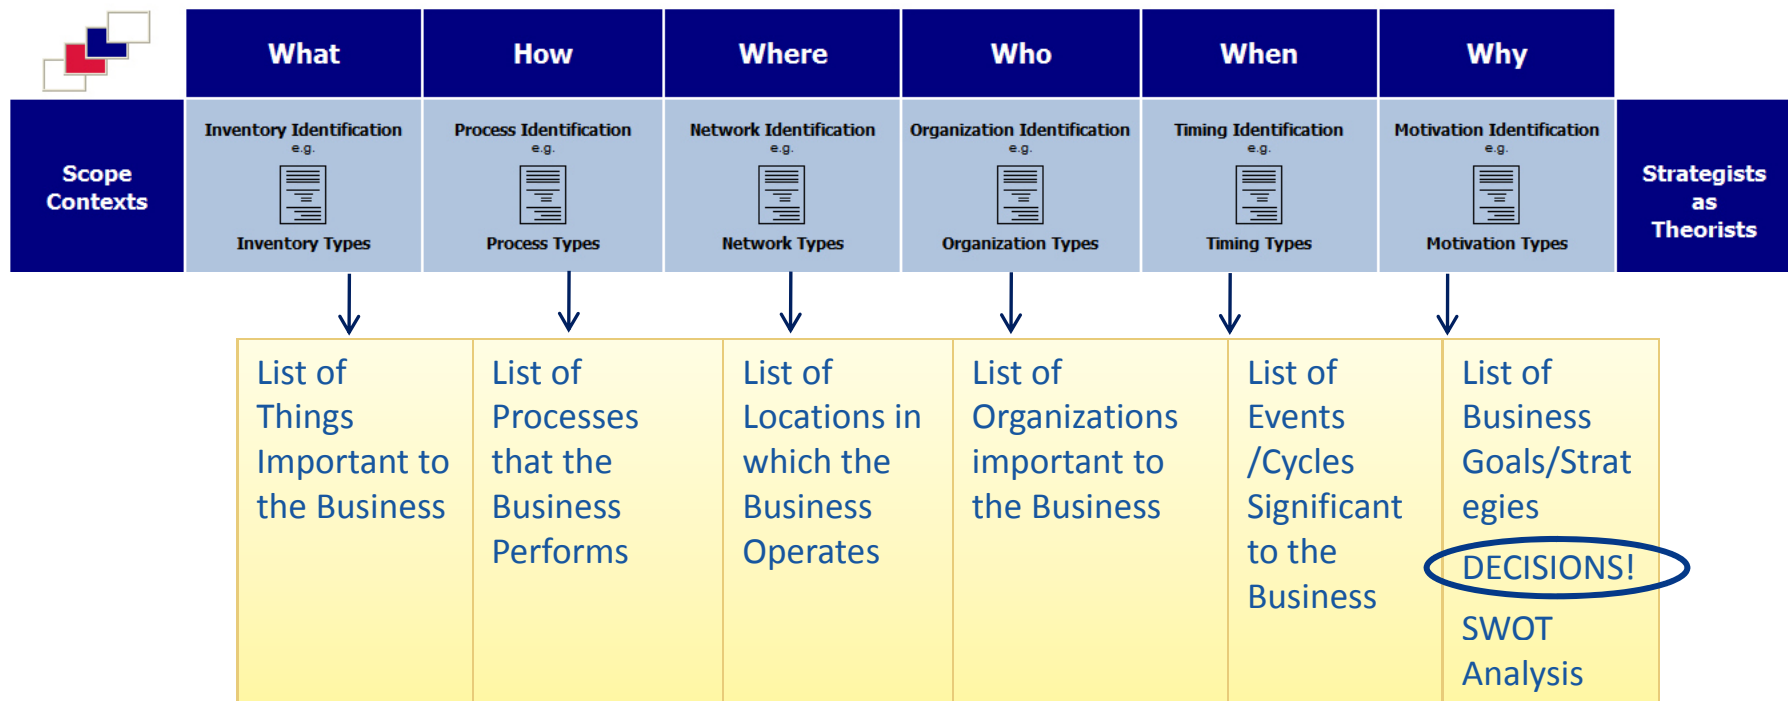 What
How
Where
Who
When
Why
Scope
Contexts
Inventory Identification
e.g.
Inventory Types
Process Identification
e.g.
Process Types
Network Identification
e.g.
Network Types
Organization Identification
e.g.
Organization Types
Timing Identification
e.g.
Timing Types
Motivation Identification
e.g.
Motivation Types
Strategists
as
Theorists
List of
Things
Important to
the Business
List of
Processes
that the
Business
Performs
List of
Locations in
which the
Business
Operates
List of
Organizations
important to
the Business
List of
Events
/Cycles
Significant
to the
Business
List of
Business
Goals/Strat
egies
DECISIONS!
SWOT
Analysis